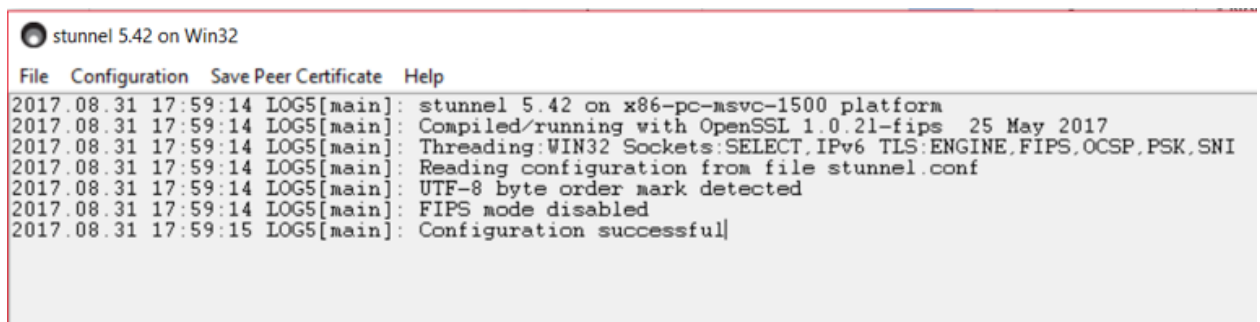 stunnel 5.42 on Win32
File Configuration Save Peer Certificate Help
2017.08.31 17:59:14 LOG5[main]: stunnel 5.42 on x86-pc-msvc-1500 platform
2017.08.31 17:59:14 LOG5[main]: Compiled/running with OpenSSL 1.0.2l-fips  25 May 2017
2017.08.31 17:59:14 LOG5[main]: Threading:WIN32 Sockets:SELECT,IPv6 TLS:ENGINE,FIPS,OCSP,PSK,SNI
2017.08.31 17:59:14 LOG5[main]: Reading configuration from file stunnel.conf
2017.08.31 17:59:14 LOG5[main]: UTF-8 byte order mark detected
2017.08.31 17:59:14 LOG5[main]: FIPS mode disabled
2017.08.31 17:59:15 LOG5[main]: Configuration successful